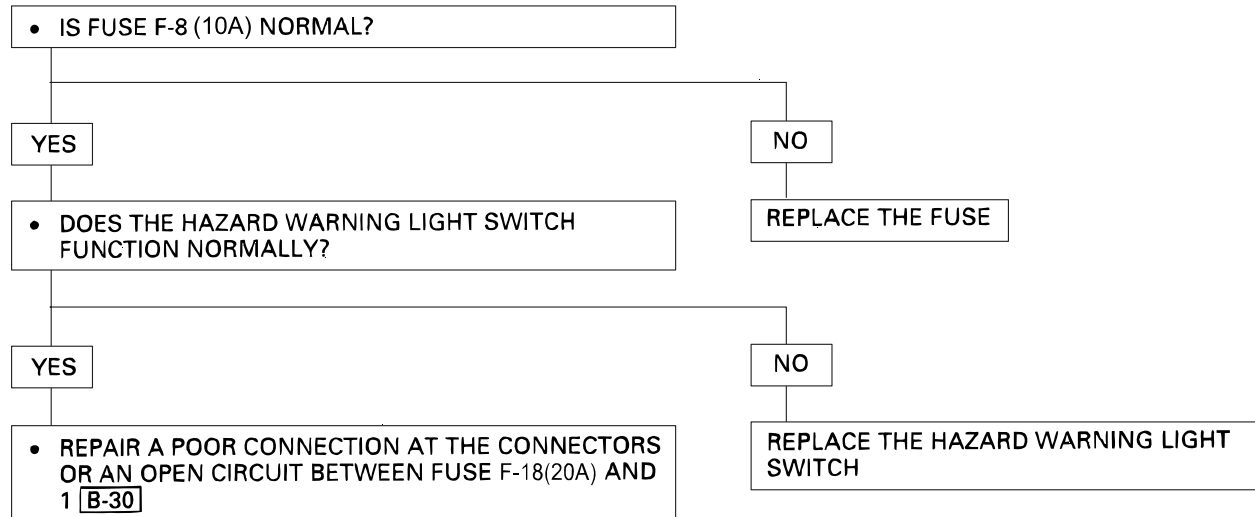 • IS FUSE F-8 (10A) NORMAL?
YES
NO
REPLACE THE FUSE
• DOES THE HAZARD WARNING LIGHT SWITCH
FUNCTION NORMALLY?
YES
NO
REPLACE THE HAZARD WARNING LIGHT
SWITCH
• REPAIR A POOR CONNECTION AT THE CONNECTORS
OR AN OPEN CIRCUIT BETWEEN FUSE F-18(20A) AND
1 B-30